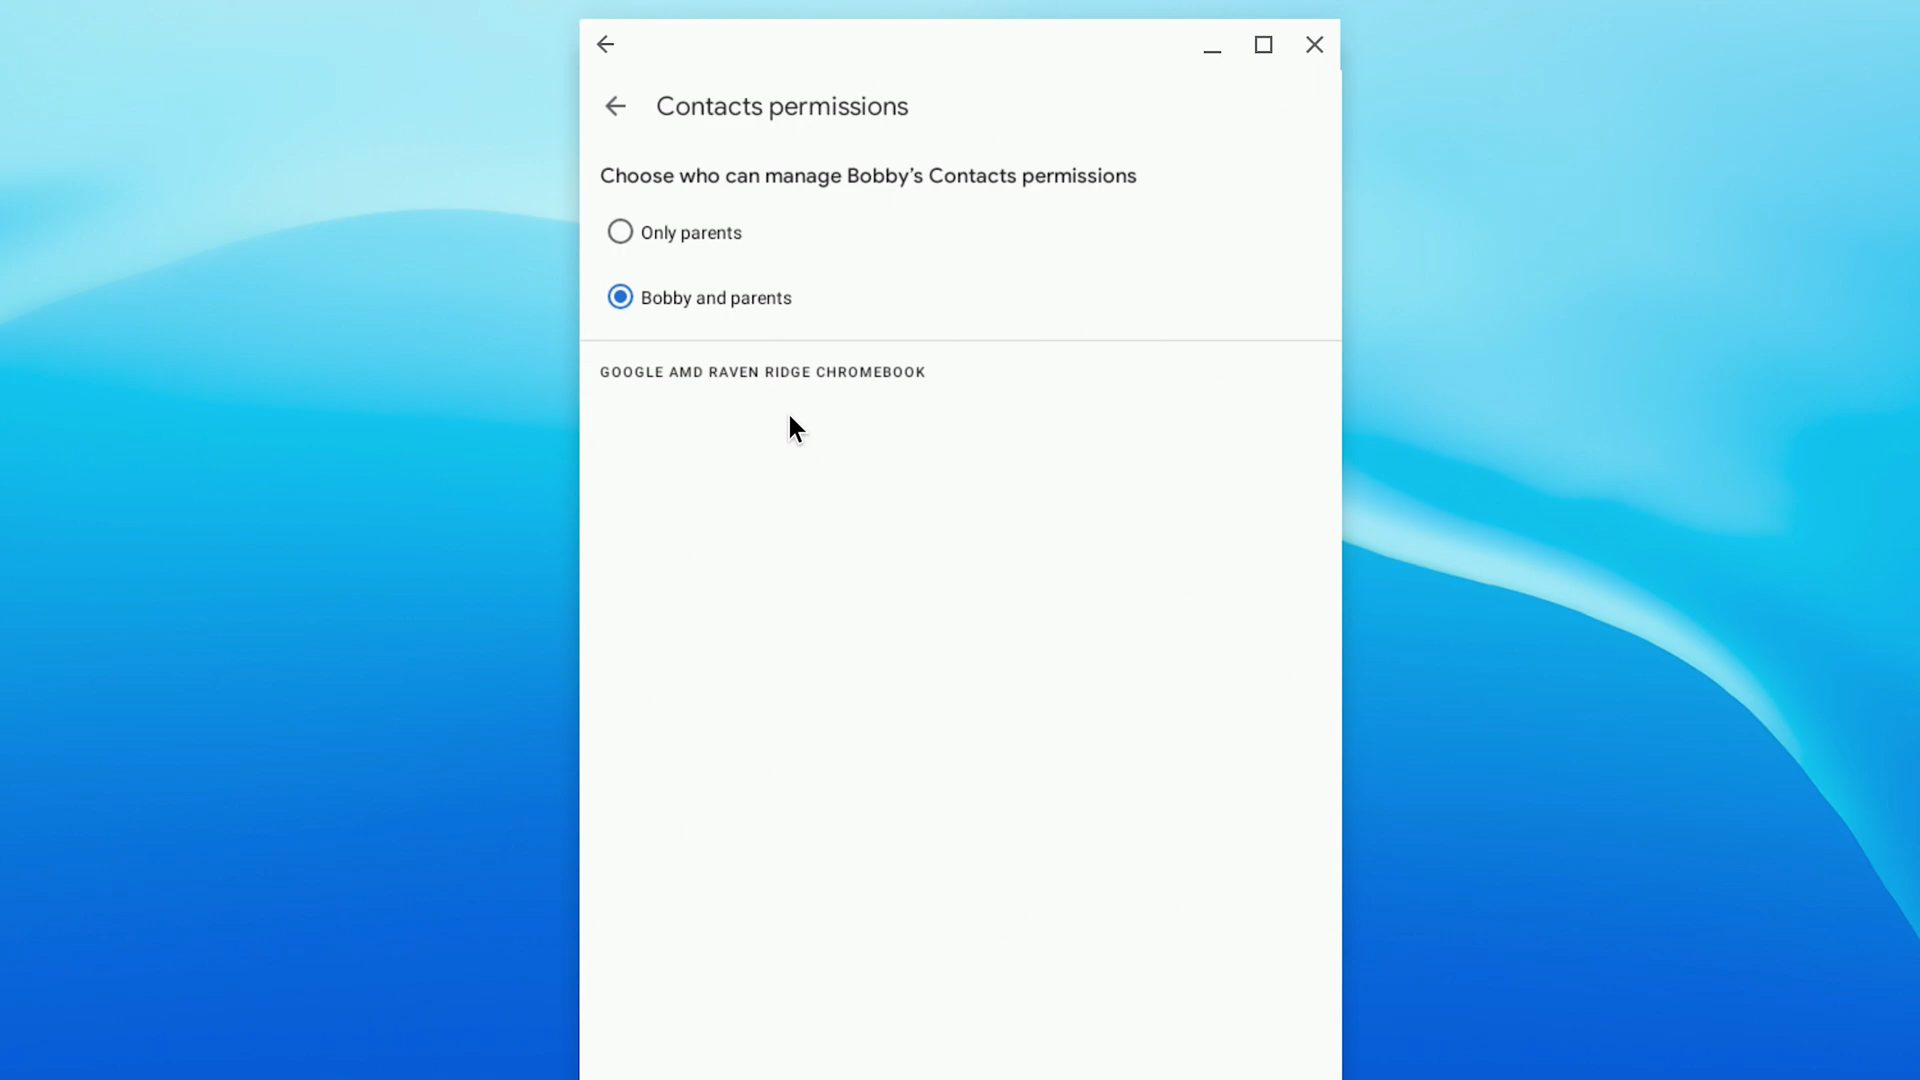 Contacts permissions
Choose who can manage Bobby’s Contacts permissions
Only parents
Bobby and parents
GOOGLE AMD RAVEN RIDGE CHROMEBOOK